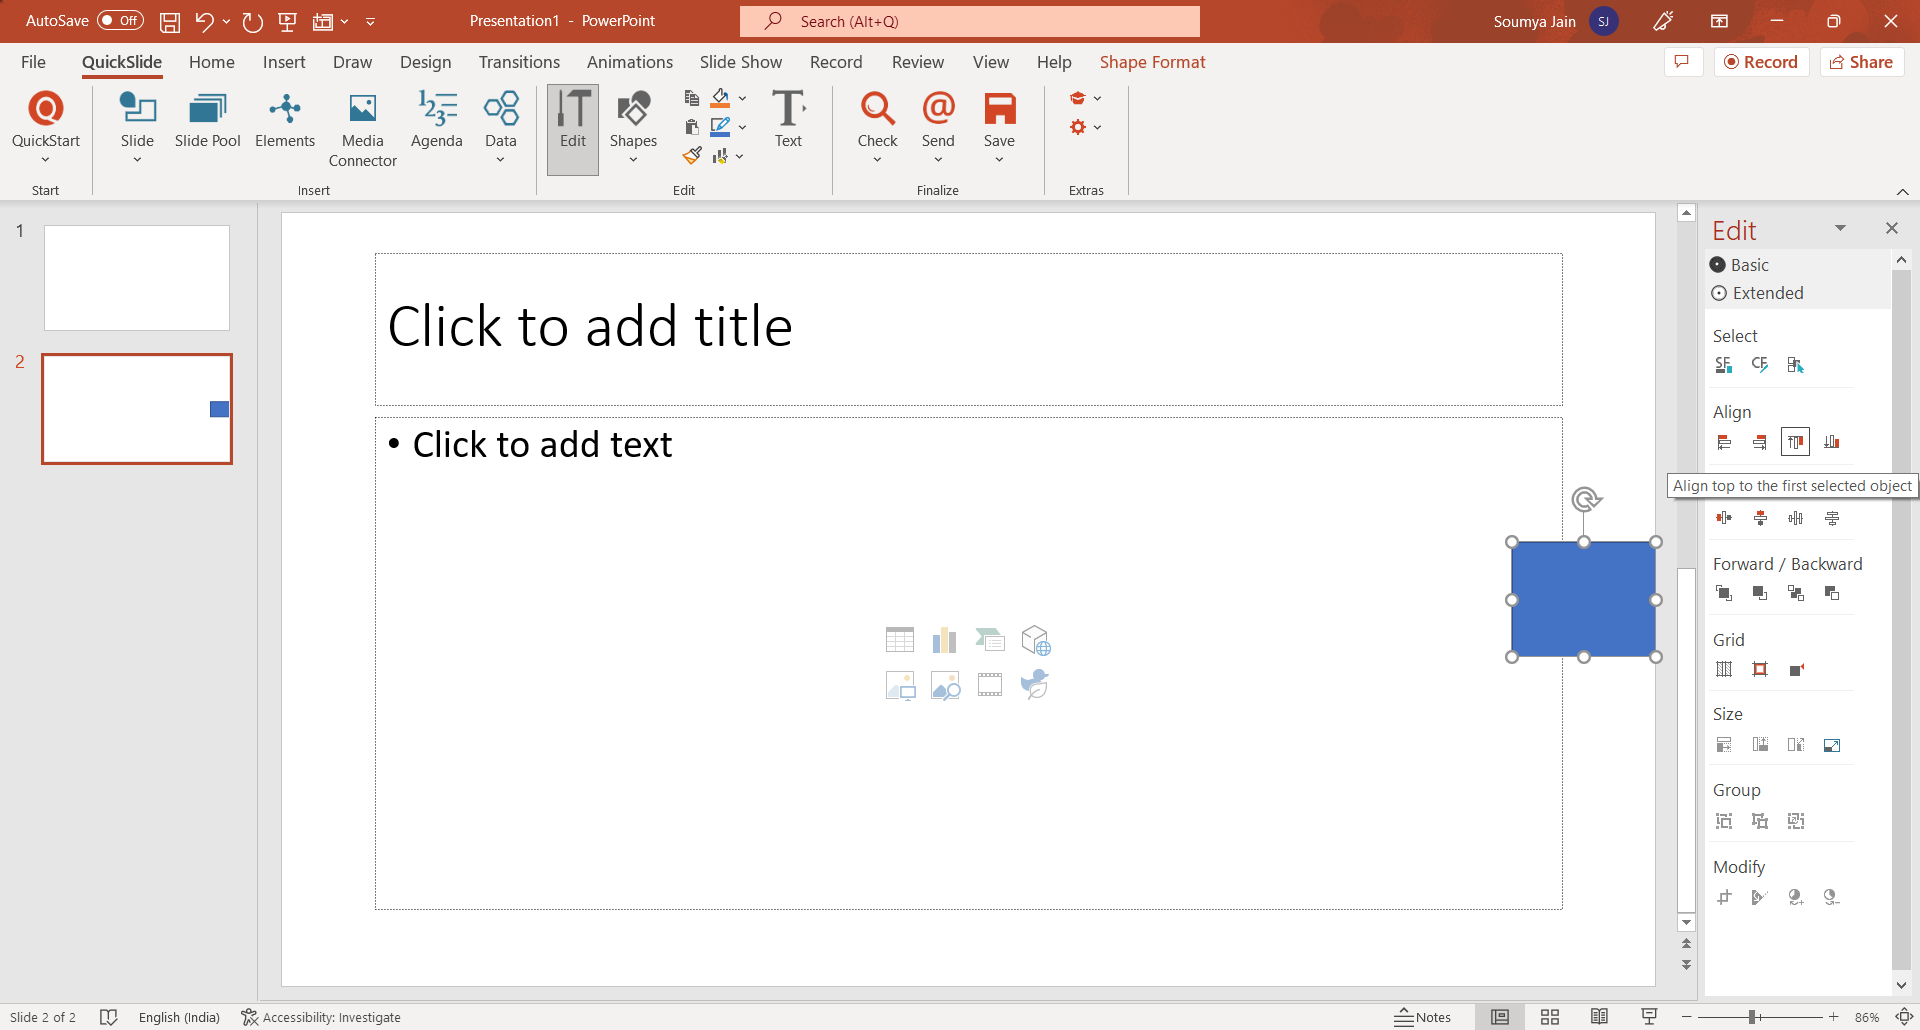 AutoSave Off Presentation1 - PowerPoint Search (Alt+Q) Soumya Jain SJ
File QuickSlide Home Insert Draw Design Transitions Animations Slide Show Record Review View Help Shape Format Record Share
QuickStart Slide Slide Pool Elements Media Connector Agenda Data Edit Shapes Text Check Send Save
Start Insert Edit Finalize Extras
1
2
Click to add title
• Click to add text
Edit
Basic
Extended
Select
SF CF
Align
Align top to the first selected object
Forward / Backward
Grid
Size
Group
Modify
Slide 2 of 2 English (India) Accessibility: Investigate Notes 86%